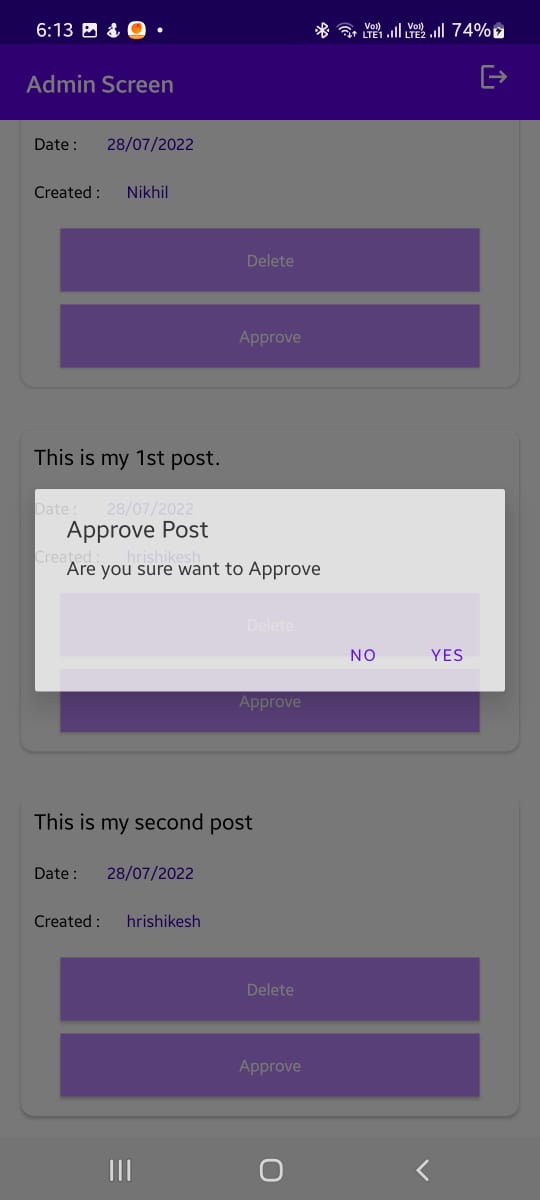 6:13 Vo)) LTE1 Vo)) LTE2 74%
Admin Screen
Date : 28/07/2022
Created : Nikhil
Delete
Approve
This is my 1st post.
Date : 28/07/2022
Approve Post
Created : hrishikesh
Are you sure want to Approve
Delete
NO YES
Approve
This is my second post
Date : 28/07/2022
Created : hrishikesh
Delete
Approve